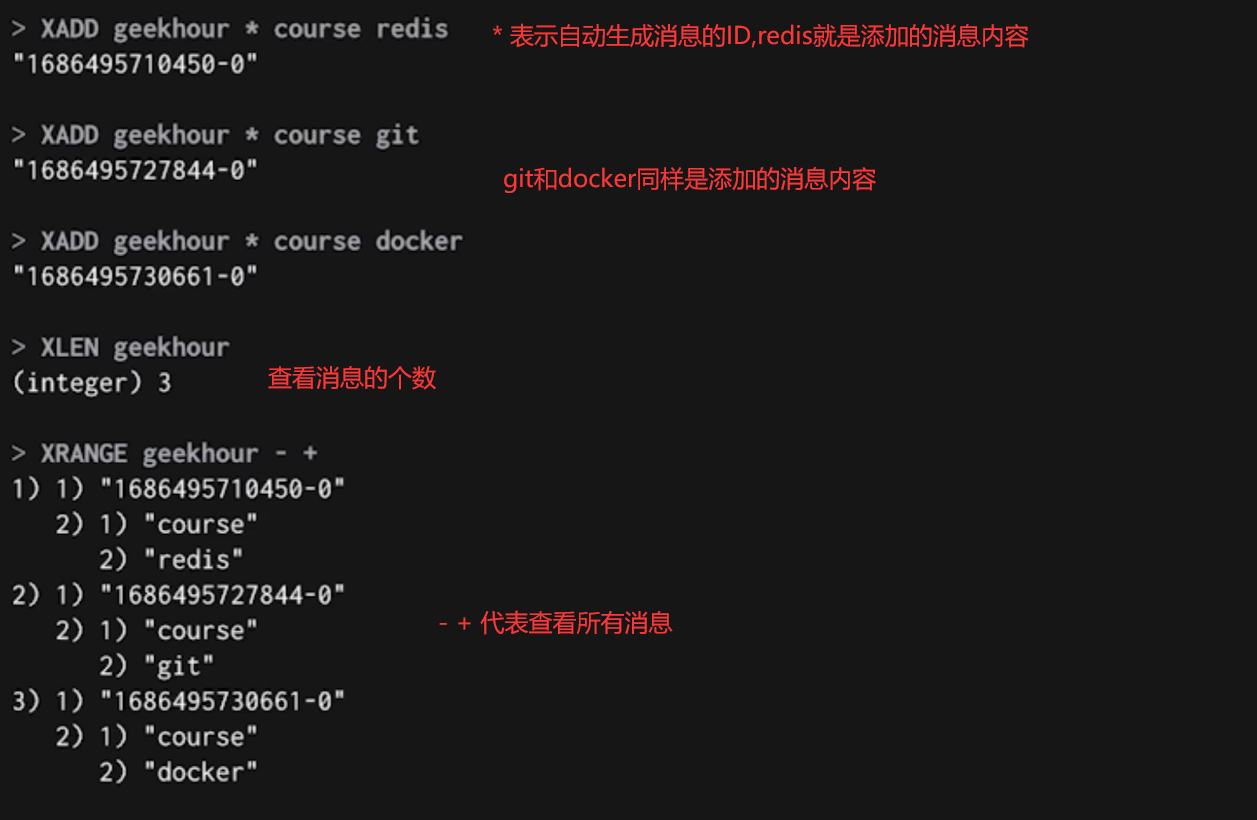 > XADD geekhour * course redis * 表示自动生成消息的ID,redis就是添加的消息内容
"1686495710450-0"
> XADD geekhour * course git
"1686495727844-0"
git和docker同样是添加的消息内容
> XADD geekhour * course docker
"1686495730661-0"
> XLEN geekhour
(integer) 3 查看消息的个数
> XRANGE geekhour - +
1) 1) "1686495710450-0"
2) 1) "course"
2) "redis"
2) 1) "1686495727844-0"
2) 1) "course" - + 代表查看所有消息
2) "git"
3) 1) "1686495730661-0"
2) 1) "course"
2) "docker"